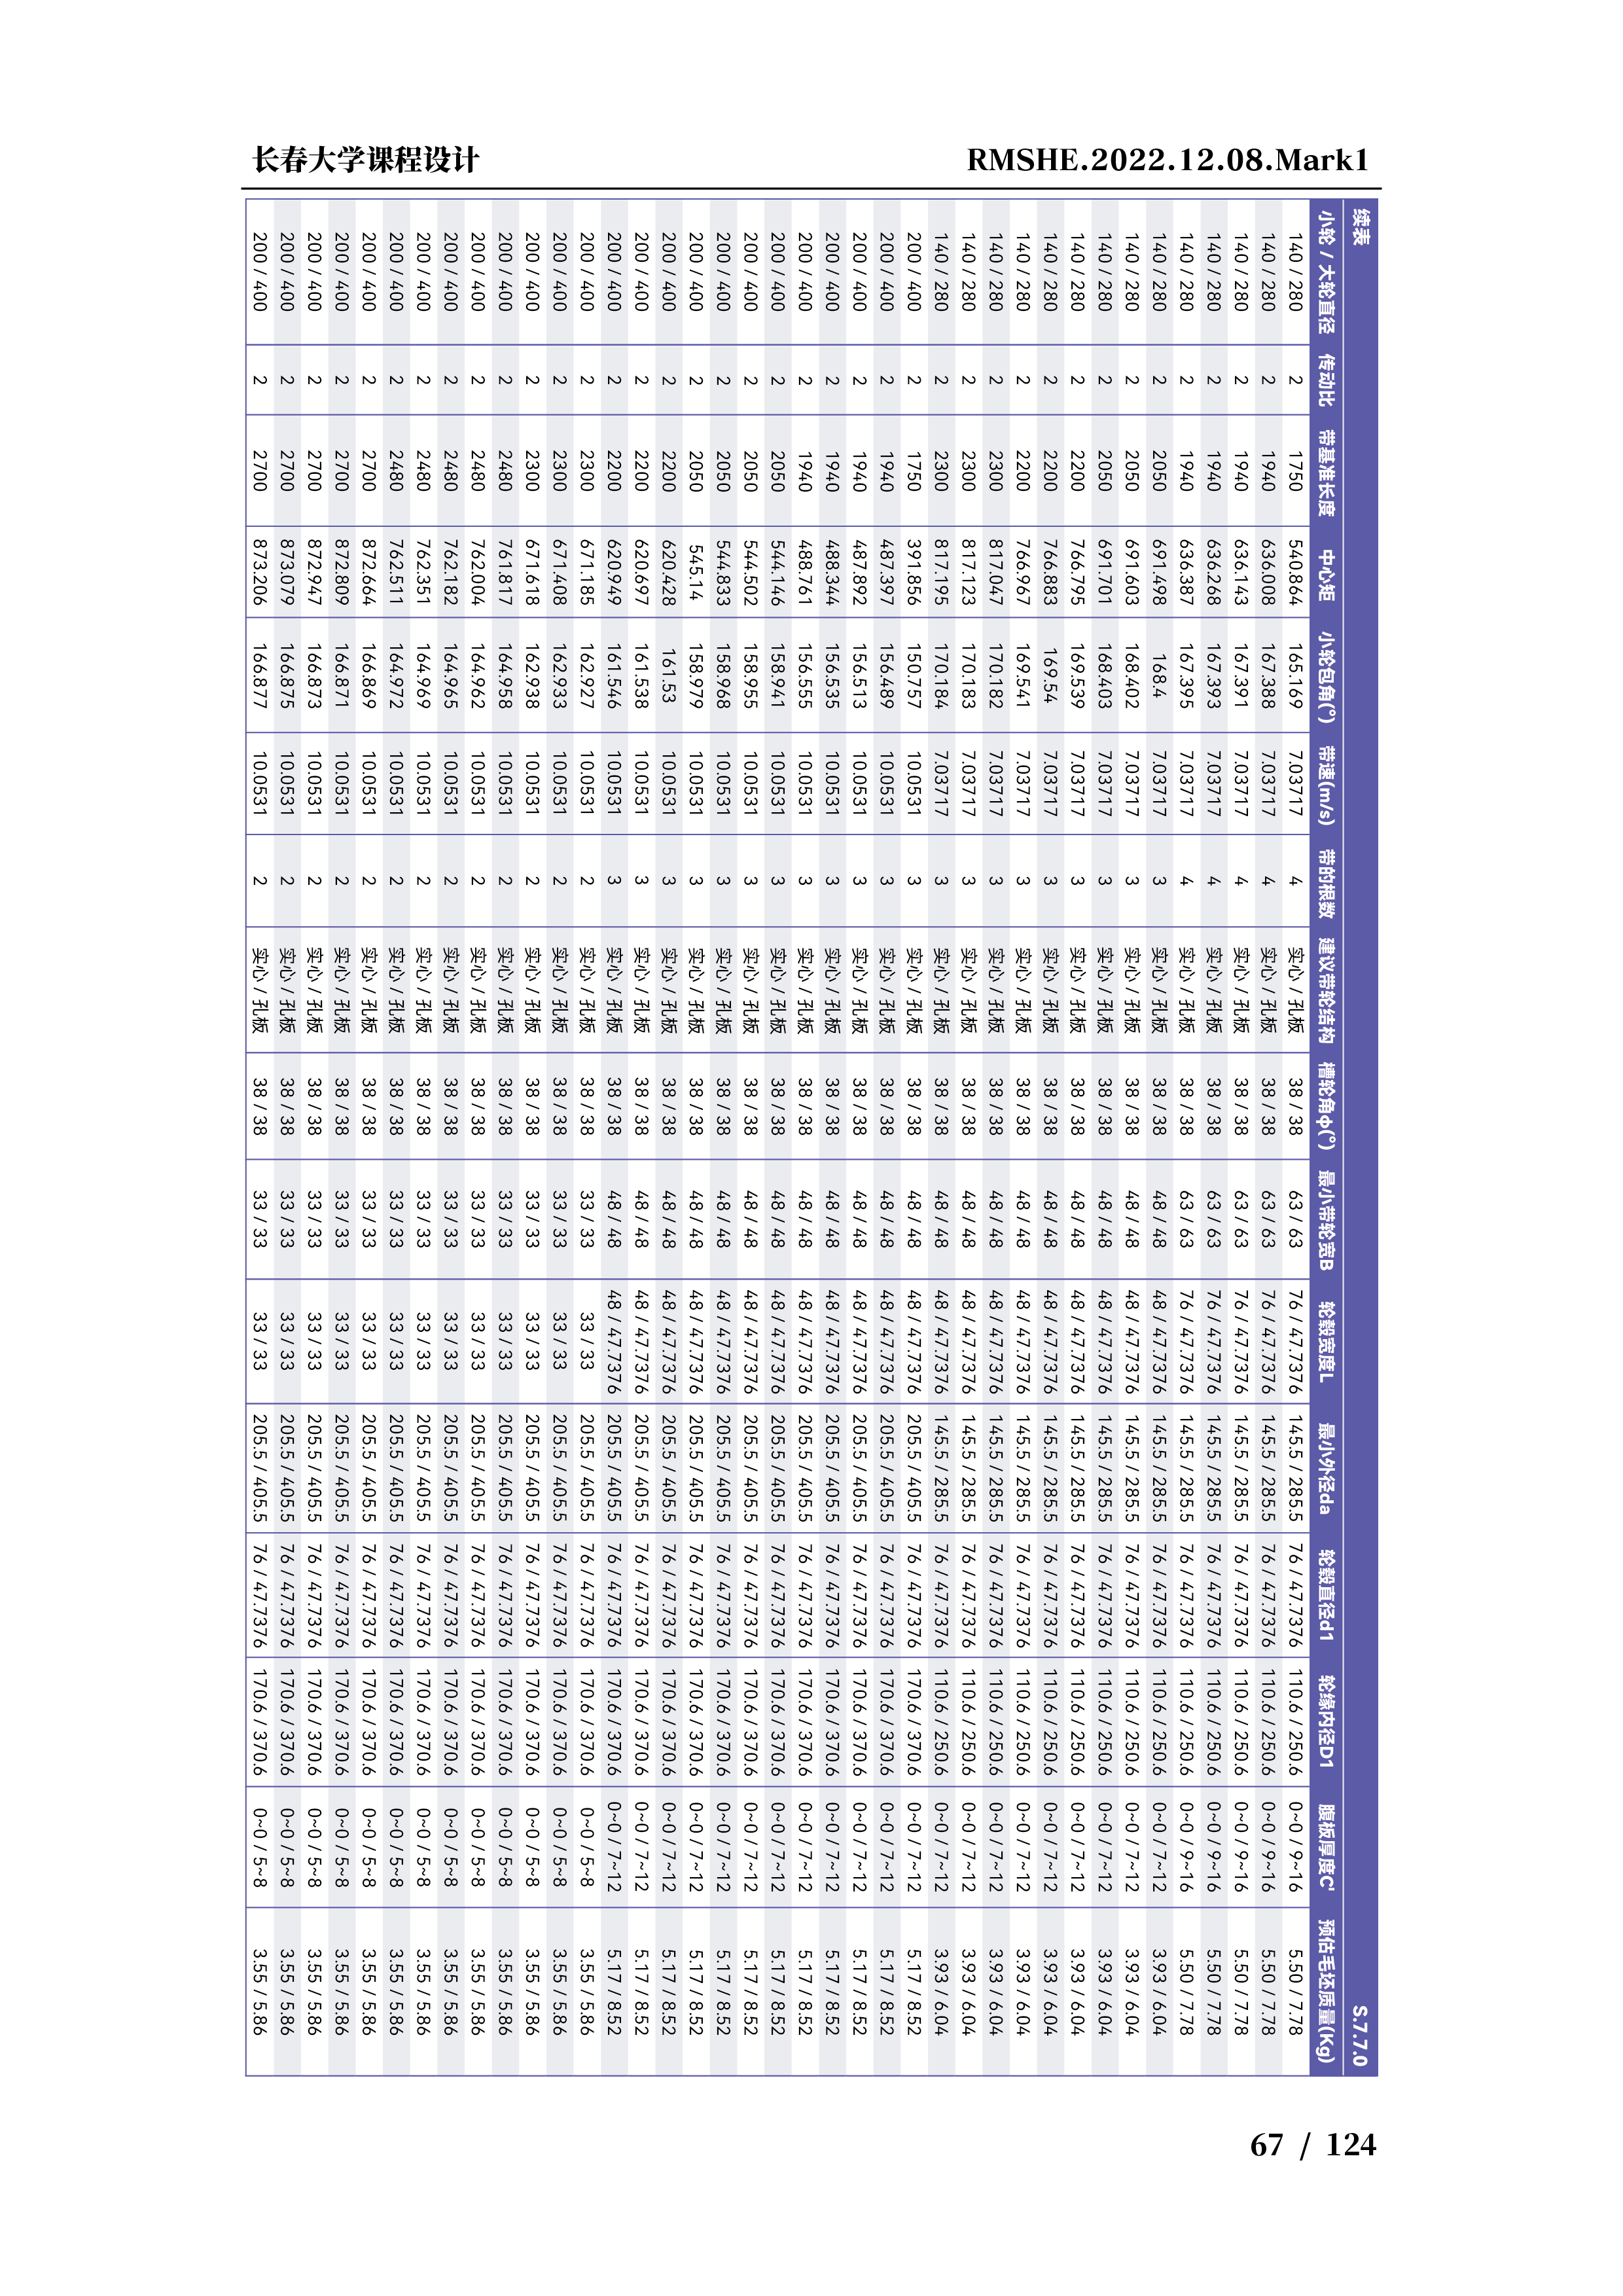 长春大学课程设计 RMSHE.2022.12.08.Mark1
续表 S.7.7.0
小轮 / 大轮直径 传动比 带基准长度 中心矩 小轮包角(°) 带速(m/s) 带的根数 建议带轮结构 槽轮角φ(°) 最小带轮宽B 轮毂宽度L 最小外径da 轮毂直径d1 轮缘内径D1 腹板厚度C' 预估毛坯质量(Kg)
140 / 280 2 1750 540.864 165.169 7.03717 4 实心 / 孔板 38 / 38 63 / 63 76 / 47.7376 145.5 / 285.5 76 / 47.7376 110.6 / 250.6 0~0 / 9~16 5.50 / 7.78
140 / 280 2 1940 636.008 167.388 7.03717 4 实心 / 孔板 38 / 38 63 / 63 76 / 47.7376 145.5 / 285.5 76 / 47.7376 110.6 / 250.6 0~0 / 9~16 5.50 / 7.78
140 / 280 2 1940 636.143 167.391 7.03717 4 实心 / 孔板 38 / 38 63 / 63 76 / 47.7376 145.5 / 285.5 76 / 47.7376 110.6 / 250.6 0~0 / 9~16 5.50 / 7.78
140 / 280 2 1940 636.268 167.393 7.03717 4 实心 / 孔板 38 / 38 63 / 63 76 / 47.7376 145.5 / 285.5 76 / 47.7376 110.6 / 250.6 0~0 / 9~16 5.50 / 7.78
140 / 280 2 1940 636.387 167.395 7.03717 4 实心 / 孔板 38 / 38 63 / 63 76 / 47.7376 145.5 / 285.5 76 / 47.7376 110.6 / 250.6 0~0 / 9~16 5.50 / 7.78
140 / 280 2 2050 691.498 168.4 7.03717 3 实心 / 孔板 38 / 38 48 / 48 48 / 47.7376 145.5 / 285.5 76 / 47.7376 110.6 / 250.6 0~0 / 7~12 3.93 / 6.04
140 / 280 2 2050 691.603 168.402 7.03717 3 实心 / 孔板 38 / 38 48 / 48 48 / 47.7376 145.5 / 285.5 76 / 47.7376 110.6 / 250.6 0~0 / 7~12 3.93 / 6.04
140 / 280 2 2050 691.701 168.403 7.03717 3 实心 / 孔板 38 / 38 48 / 48 48 / 47.7376 145.5 / 285.5 76 / 47.7376 110.6 / 250.6 0~0 / 7~12 3.93 / 6.04
140 / 280 2 2200 766.795 169.539 7.03717 3 实心 / 孔板 38 / 38 48 / 48 48 / 47.7376 145.5 / 285.5 76 / 47.7376 110.6 / 250.6 0~0 / 7~12 3.93 / 6.04
140 / 280 2 2200 766.883 169.54 7.03717 3 实心 / 孔板 38 / 38 48 / 48 48 / 47.7376 145.5 / 285.5 76 / 47.7376 110.6 / 250.6 0~0 / 7~12 3.93 / 6.04
140 / 280 2 2200 766.967 169.541 7.03717 3 实心 / 孔板 38 / 38 48 / 48 48 / 47.7376 145.5 / 285.5 76 / 47.7376 110.6 / 250.6 0~0 / 7~12 3.93 / 6.04
140 / 280 2 2300 817.047 170.182 7.03717 3 实心 / 孔板 38 / 38 48 / 48 48 / 47.7376 145.5 / 285.5 76 / 47.7376 110.6 / 250.6 0~0 / 7~12 3.93 / 6.04
140 / 280 2 2300 817.123 170.183 7.03717 3 实心 / 孔板 38 / 38 48 / 48 48 / 47.7376 145.5 / 285.5 76 / 47.7376 110.6 / 250.6 0~0 / 7~12 3.93 / 6.04
140 / 280 2 2300 817.195 170.184 7.03717 3 实心 / 孔板 38 / 38 48 / 48 48 / 47.7376 145.5 / 285.5 76 / 47.7376 110.6 / 250.6 0~0 / 7~12 3.93 / 6.04
200 / 400 2 1750 391.856 150.757 10.0531 3 实心 / 孔板 38 / 38 48 / 48 48 / 47.7376 205.5 / 405.5 76 / 47.7376 170.6 / 370.6 0~0 / 7~12 5.17 / 8.52
200 / 400 2 1940 487.397 156.489 10.0531 3 实心 / 孔板 38 / 38 48 / 48 48 / 47.7376 205.5 / 405.5 76 / 47.7376 170.6 / 370.6 0~0 / 7~12 5.17 / 8.52
200 / 400 2 1940 487.892 156.513 10.0531 3 实心 / 孔板 38 / 38 48 / 48 48 / 47.7376 205.5 / 405.5 76 / 47.7376 170.6 / 370.6 0~0 / 7~12 5.17 / 8.52
200 / 400 2 1940 488.344 156.535 10.0531 3 实心 / 孔板 38 / 38 48 / 48 48 / 47.7376 205.5 / 405.5 76 / 47.7376 170.6 / 370.6 0~0 / 7~12 5.17 / 8.52
200 / 400 2 1940 488.761 156.555 10.0531 3 实心 / 孔板 38 / 38 48 / 48 48 / 47.7376 205.5 / 405.5 76 / 47.7376 170.6 / 370.6 0~0 / 7~12 5.17 / 8.52
200 / 400 2 2050 544.146 158.941 10.0531 3 实心 / 孔板 38 / 38 48 / 48 48 / 47.7376 205.5 / 405.5 76 / 47.7376 170.6 / 370.6 0~0 / 7~12 5.17 / 8.52
200 / 400 2 2050 544.502 158.955 10.0531 3 实心 / 孔板 38 / 38 48 / 48 48 / 47.7376 205.5 / 405.5 76 / 47.7376 170.6 / 370.6 0~0 / 7~12 5.17 / 8.52
200 / 400 2 2050 544.833 158.968 10.0531 3 实心 / 孔板 38 / 38 48 / 48 48 / 47.7376 205.5 / 405.5 76 / 47.7376 170.6 / 370.6 0~0 / 7~12 5.17 / 8.52
200 / 400 2 2050 545.14 158.979 10.0531 3 实心 / 孔板 38 / 38 48 / 48 48 / 47.7376 205.5 / 405.5 76 / 47.7376 170.6 / 370.6 0~0 / 7~12 5.17 / 8.52
200 / 400 2 2200 620.428 161.53 10.0531 3 实心 / 孔板 38 / 38 48 / 48 48 / 47.7376 205.5 / 405.5 76 / 47.7376 170.6 / 370.6 0~0 / 7~12 5.17 / 8.52
200 / 400 2 2200 620.697 161.538 10.0531 3 实心 / 孔板 38 / 38 48 / 48 48 / 47.7376 205.5 / 405.5 76 / 47.7376 170.6 / 370.6 0~0 / 7~12 5.17 / 8.52
200 / 400 2 2200 620.949 161.546 10.0531 3 实心 / 孔板 38 / 38 48 / 48 48 / 47.7376 205.5 / 405.5 76 / 47.7376 170.6 / 370.6 0~0 / 7~12 5.17 / 8.52
200 / 400 2 2300 671.185 162.927 10.0531 2 实心 / 孔板 38 / 38 33 / 33 33 / 33 205.5 / 405.5 76 / 47.7376 170.6 / 370.6 0~0 / 5~8 3.55 / 5.86
200 / 400 2 2300 671.408 162.933 10.0531 2 实心 / 孔板 38 / 38 33 / 33 33 / 33 205.5 / 405.5 76 / 47.7376 170.6 / 370.6 0~0 / 5~8 3.55 / 5.86
200 / 400 2 2300 671.618 162.938 10.0531 2 实心 / 孔板 38 / 38 33 / 33 33 / 33 205.5 / 405.5 76 / 47.7376 170.6 / 370.6 0~0 / 5~8 3.55 / 5.86
200 / 400 2 2480 761.817 164.958 10.0531 2 实心 / 孔板 38 / 38 33 / 33 33 / 33 205.5 / 405.5 76 / 47.7376 170.6 / 370.6 0~0 / 5~8 3.55 / 5.86
200 / 400 2 2480 762.004 164.962 10.0531 2 实心 / 孔板 38 / 38 33 / 33 33 / 33 205.5 / 405.5 76 / 47.7376 170.6 / 370.6 0~0 / 5~8 3.55 / 5.86
200 / 400 2 2480 762.182 164.965 10.0531 2 实心 / 孔板 38 / 38 33 / 33 33 / 33 205.5 / 405.5 76 / 47.7376 170.6 / 370.6 0~0 / 5~8 3.55 / 5.86
200 / 400 2 2480 762.351 164.969 10.0531 2 实心 / 孔板 38 / 38 33 / 33 33 / 33 205.5 / 405.5 76 / 47.7376 170.6 / 370.6 0~0 / 5~8 3.55 / 5.86
200 / 400 2 2480 762.511 164.972 10.0531 2 实心 / 孔板 38 / 38 33 / 33 33 / 33 205.5 / 405.5 76 / 47.7376 170.6 / 370.6 0~0 / 5~8 3.55 / 5.86
200 / 400 2 2700 872.664 166.869 10.0531 2 实心 / 孔板 38 / 38 33 / 33 33 / 33 205.5 / 405.5 76 / 47.7376 170.6 / 370.6 0~0 / 5~8 3.55 / 5.86
200 / 400 2 2700 872.809 166.871 10.0531 2 实心 / 孔板 38 / 38 33 / 33 33 / 33 205.5 / 405.5 76 / 47.7376 170.6 / 370.6 0~0 / 5~8 3.55 / 5.86
200 / 400 2 2700 872.947 166.873 10.0531 2 实心 / 孔板 38 / 38 33 / 33 33 / 33 205.5 / 405.5 76 / 47.7376 170.6 / 370.6 0~0 / 5~8 3.55 / 5.86
200 / 400 2 2700 873.079 166.875 10.0531 2 实心 / 孔板 38 / 38 33 / 33 33 / 33 205.5 / 405.5 76 / 47.7376 170.6 / 370.6 0~0 / 5~8 3.55 / 5.86
200 / 400 2 2700 873.206 166.877 10.0531 2 实心 / 孔板 38 / 38 33 / 33 33 / 33 205.5 / 405.5 76 / 47.7376 170.6 / 370.6 0~0 / 5~8 3.55 / 5.86
67 / 124